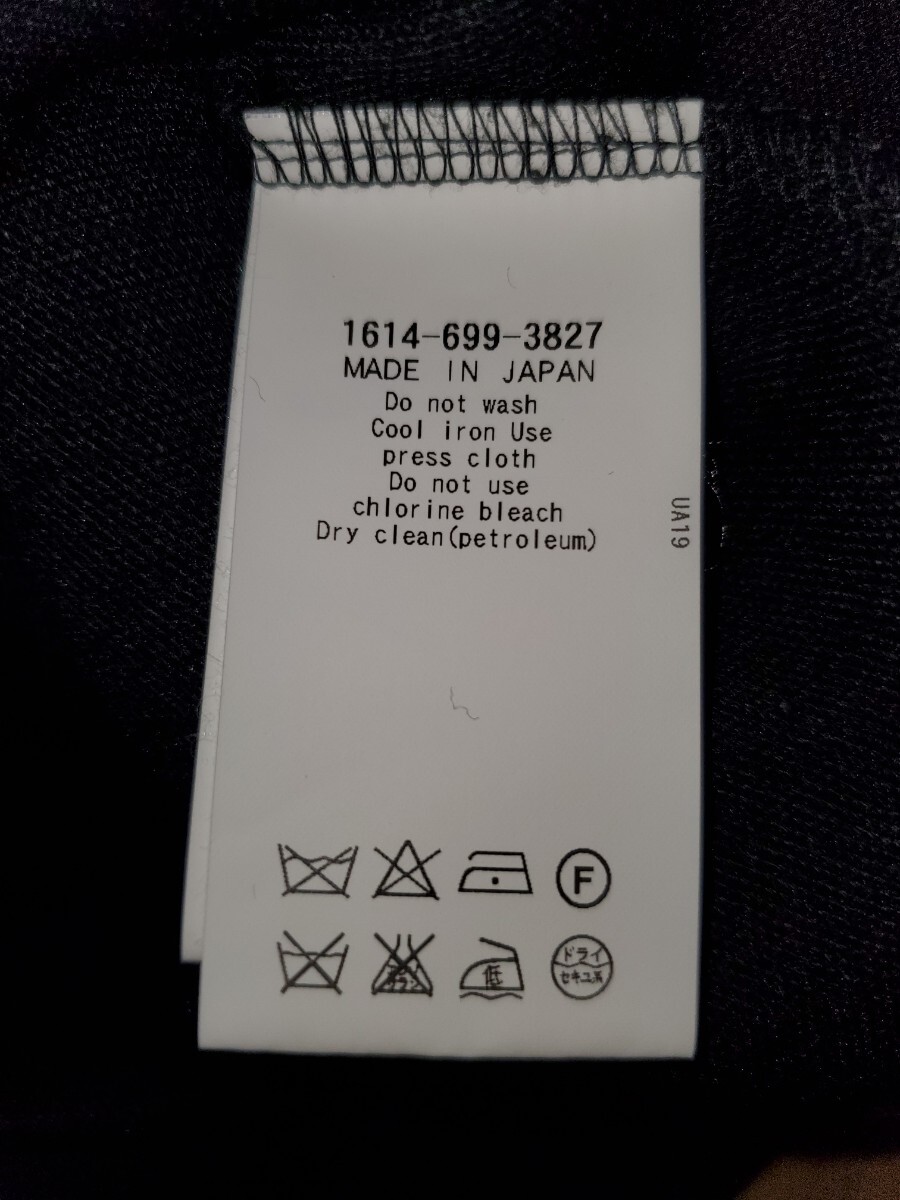 1614-699-3827
MADE IN JAPAN
Do not wash
Cool iron Use
press cloth
Do not use
chlorine bleach
Dry clean(petroleum)
UA19
F
低
ドライ
セキユ系